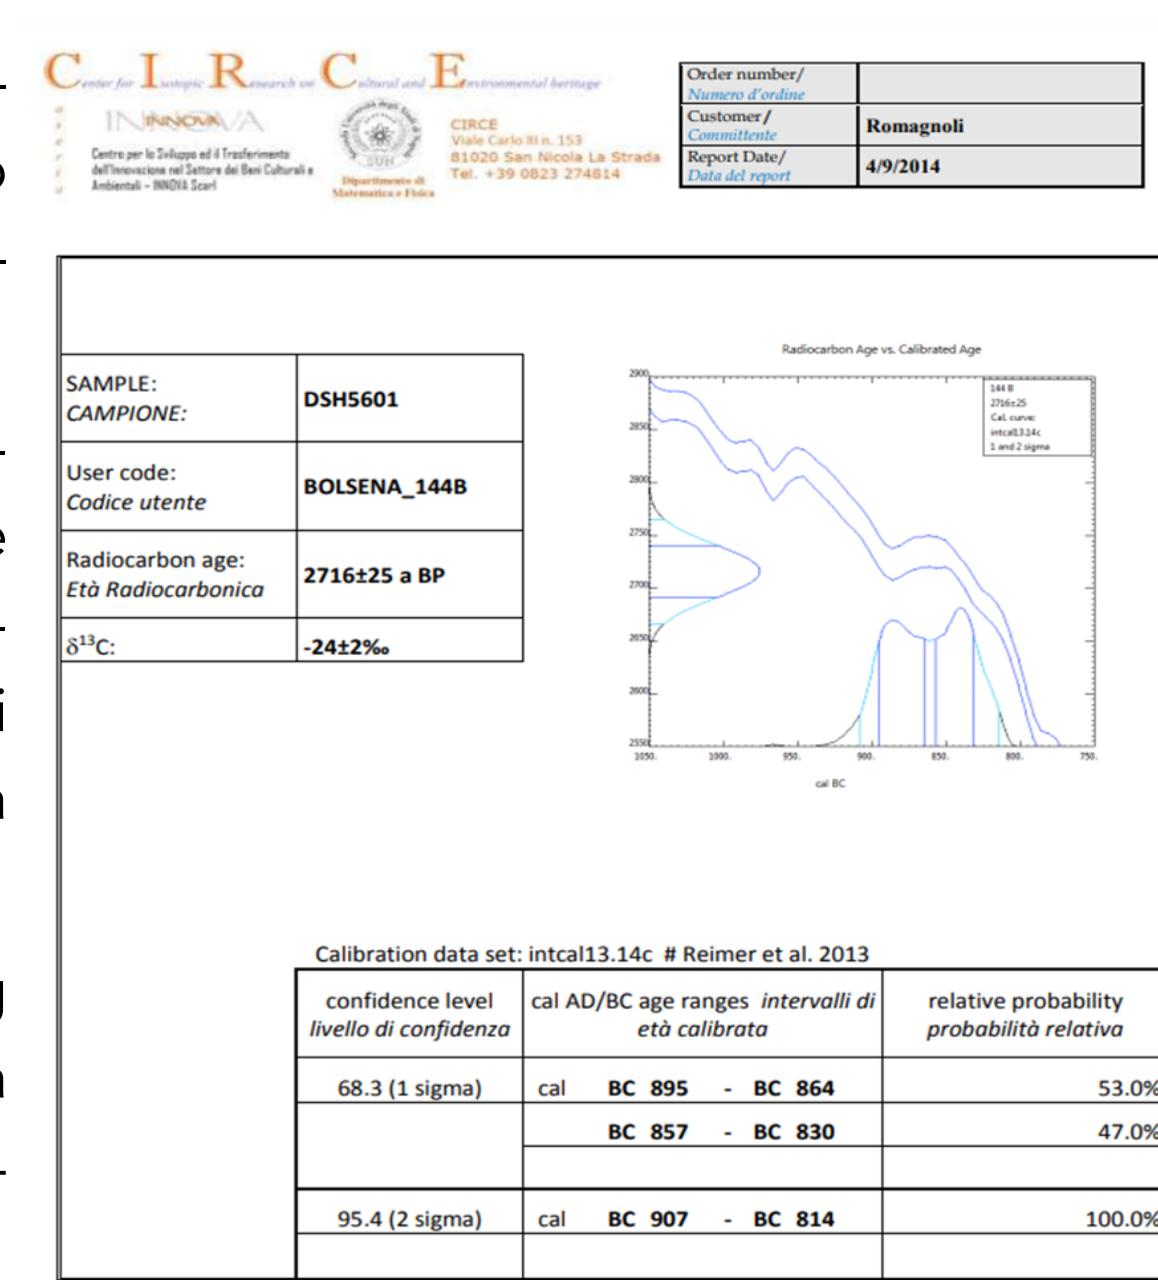 Center for Isotopic Research on Cultural and Environmental heritage
INNOVA
Centro per lo Sviluppo ed il Trasferimento
dell'Innovazione nel Settore dei Beni Culturali e
Ambientali – INNOVA Scarl
SUN
Dipartimento di
Matematica e Fisica
CIRCE
Viale Carlo III n. 153
81020 San Nicola La Strada
Tel. +39 0823 274814
Order number/
Numero d'ordine
Customer/
Committente
Romagnoli
Report Date/
Data del report
4/9/2014
SAMPLE:
CAMPIONE:
DSH5601
User code:
Codice utente
BOLSENA_144B
Radiocarbon age:
Età Radiocarbonica
2716±25 a BP
δ13C:
-24±2‰
Radiocarbon Age vs. Calibrated Age
144 B
2716±25
Cal. curve:
intcal13.14c
1 and 2 sigma
2900
2850
2800
2750
2700
2650
2600
2550
1050. 1000. 950. 900. 850. 800. 750.
cal BC
Calibration data set: intcal13.14c # Reimer et al. 2013
confidence level cal AD/BC age ranges intervalli di relative probability
livello di confidenza età calibrata probabilità relativa
68.3 (1 sigma) cal BC 895 - BC 864 53.0%
BC 857 - BC 830 47.0%
95.4 (2 sigma) cal BC 907 - BC 814 100.0%